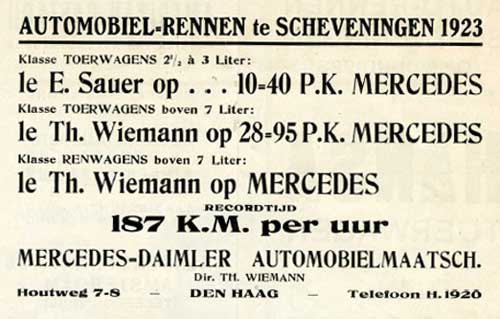 AUTOMOBIEL-RENNEN te SCHEVENINGEN 1923
Klasse TOERWAGENS 2½ à 3 Liter:
1e E. Sauer op . . . 10=40 P.K. MERCEDES
Klasse TOERWAGENS boven 7 Liter:
1e Th. Wiemann op 28=95 P.K. MERCEDES
Klasse RENWAGENS boven 7 Liter:
1e Th. Wiemann op MERCEDES
RECORDTIJD
187 K.M. per uur
MERCEDES-DAIMLER AUTOMOBIELMAATSCH.
Dir. TH. WIEMANN
Houtweg 7-8 — DEN HAAG — Telefoon H. 1920